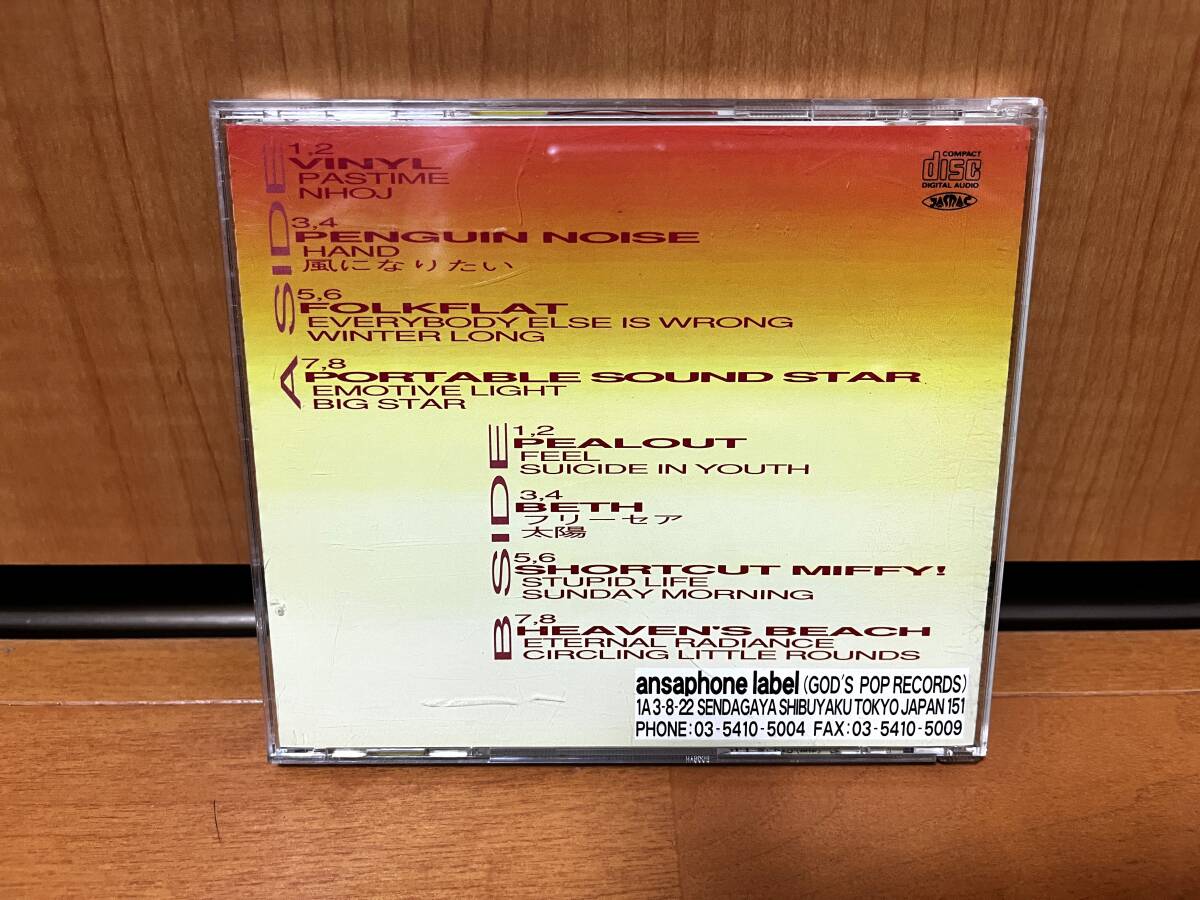 SIDE A
1,2
VINYL
PASTIME
NHOJ
3,4
PENGUIN NOISE
HAND
風になりたい
5,6
FOLKFLAT
EVERYBODY ELSE IS WRONG
WINTER LONG
7,8
PORTABLE SOUND STAR
EMOTIVE LIGHT
BIG STAR
COMPACT
disc
DIGITAL AUDIO
JASRAC
SIDE B
1,2
PEALOUT
FEEL
SUICIDE IN YOUTH
3,4
BETH
フリーセア
太陽
5,6
SHORTCUT MIFFY!
STUPID LIFE
SUNDAY MORNING
7,8
HEAVEN'S BEACH
ETERNAL RADIANCE
CIRCLING LITTLE ROUNDS
ansaphone label (GOD'S POP RECORDS)
1A 3-8-22 SENDAGAYA SHIBUYAKU TOKYO JAPAN 151
PHONE:03-5410-5004 FAX:03-5410-5009